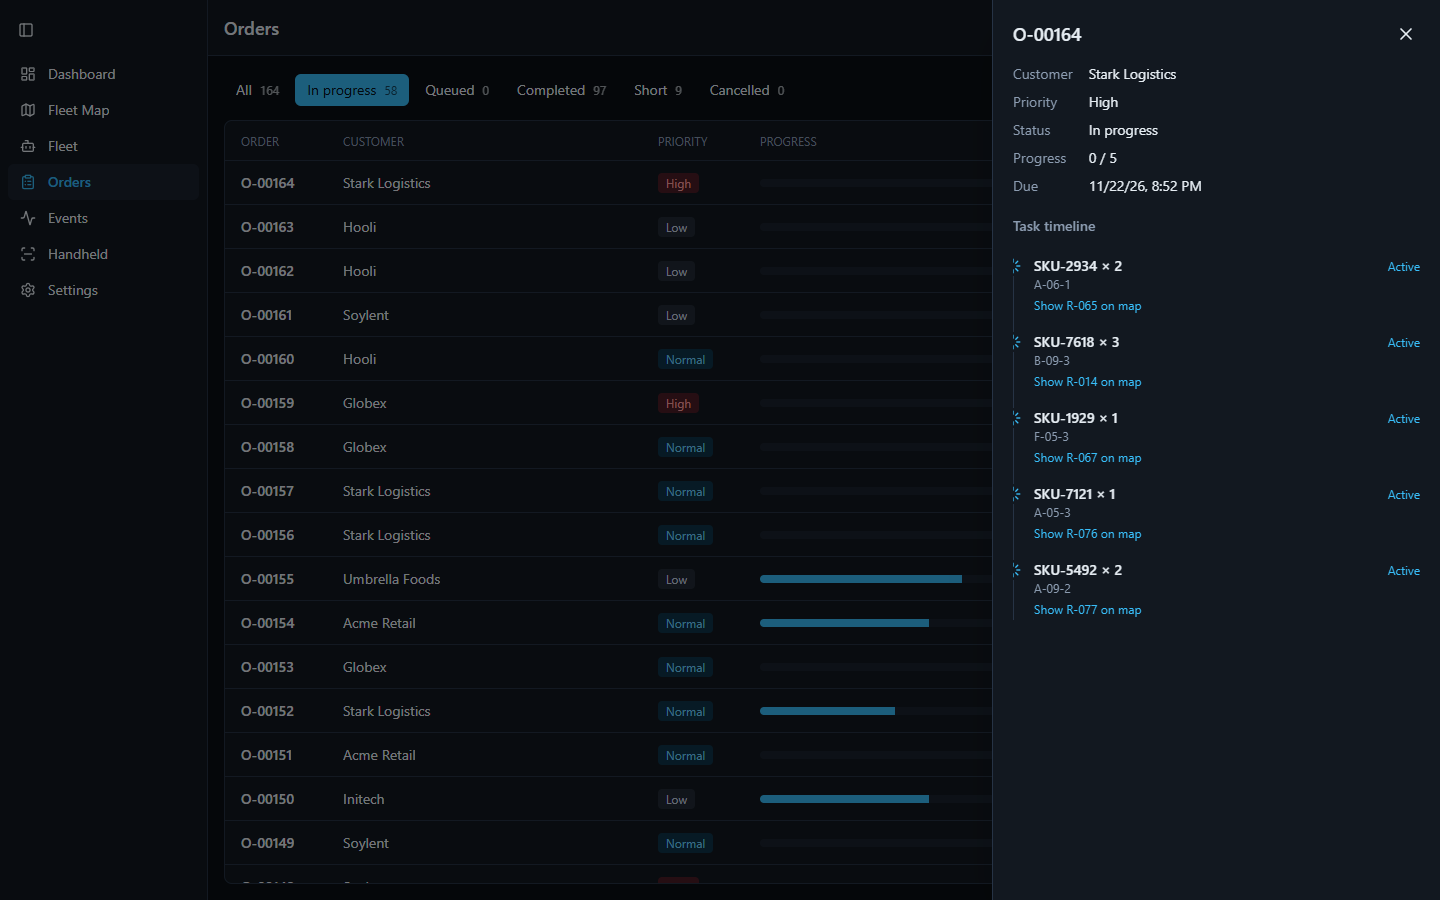 Dashboard
Fleet Map
Fleet
Orders
Events
Handheld
Settings
Orders
All 164
In progress 58
Queued 0
Completed 97
Short 9
Cancelled 0
ORDER CUSTOMER PRIORITY PROGRESS
O-00164 Stark Logistics High
O-00163 Hooli Low
O-00162 Hooli Low
O-00161 Soylent Low
O-00160 Hooli Normal
O-00159 Globex High
O-00158 Globex Normal
O-00157 Stark Logistics Normal
O-00156 Stark Logistics Normal
O-00155 Umbrella Foods Low
O-00154 Acme Retail Normal
O-00153 Globex Normal
O-00152 Stark Logistics Normal
O-00151 Acme Retail Normal
O-00150 Initech Low
O-00149 Soylent Normal
O-00164
Customer Stark Logistics
Priority High
Status In progress
Progress 0 / 5
Due 11/22/26, 8:52 PM
Task timeline
SKU-2934 × 2 Active
A-06-1
Show R-065 on map
SKU-7618 × 3 Active
B-09-3
Show R-014 on map
SKU-1929 × 1 Active
F-05-3
Show R-067 on map
SKU-7121 × 1 Active
A-05-3
Show R-076 on map
SKU-5492 × 2 Active
A-09-2
Show R-077 on map